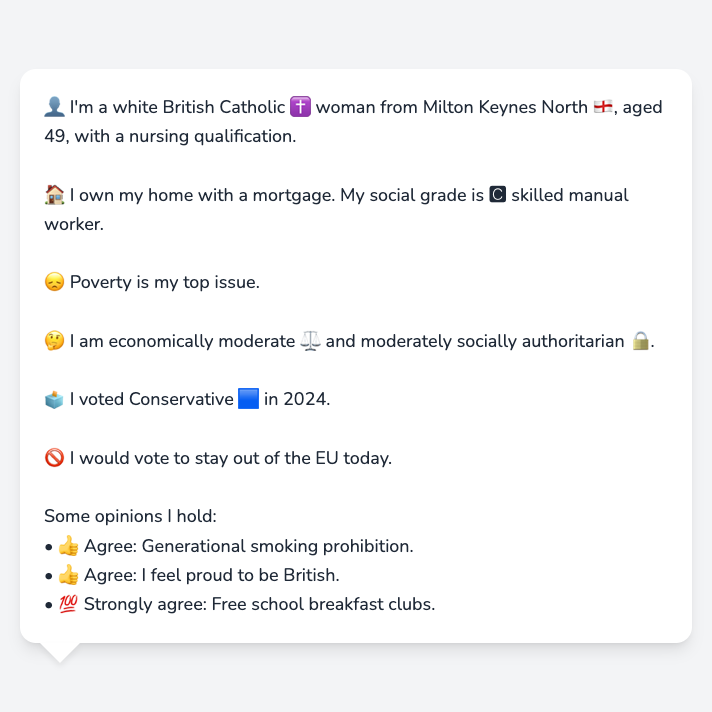 👤 I'm a white British Catholic ✝️ woman from Milton Keynes North 🏴󠁧󠁢󠁥󠁮󠁧󠁿, aged
49, with a nursing qualification.
🏠 I own my home with a mortgage. My social grade is 🅲 skilled manual
worker.
😞 Poverty is my top issue.
🤔 I am economically moderate ⚖️ and moderately socially authoritarian 🔒.
🗳️ I voted Conservative 🟦 in 2024.
🚫 I would vote to stay out of the EU today.
Some opinions I hold:
• 👍 Agree: Generational smoking prohibition.
• 👍 Agree: I feel proud to be British.
• 💯 Strongly agree: Free school breakfast clubs.